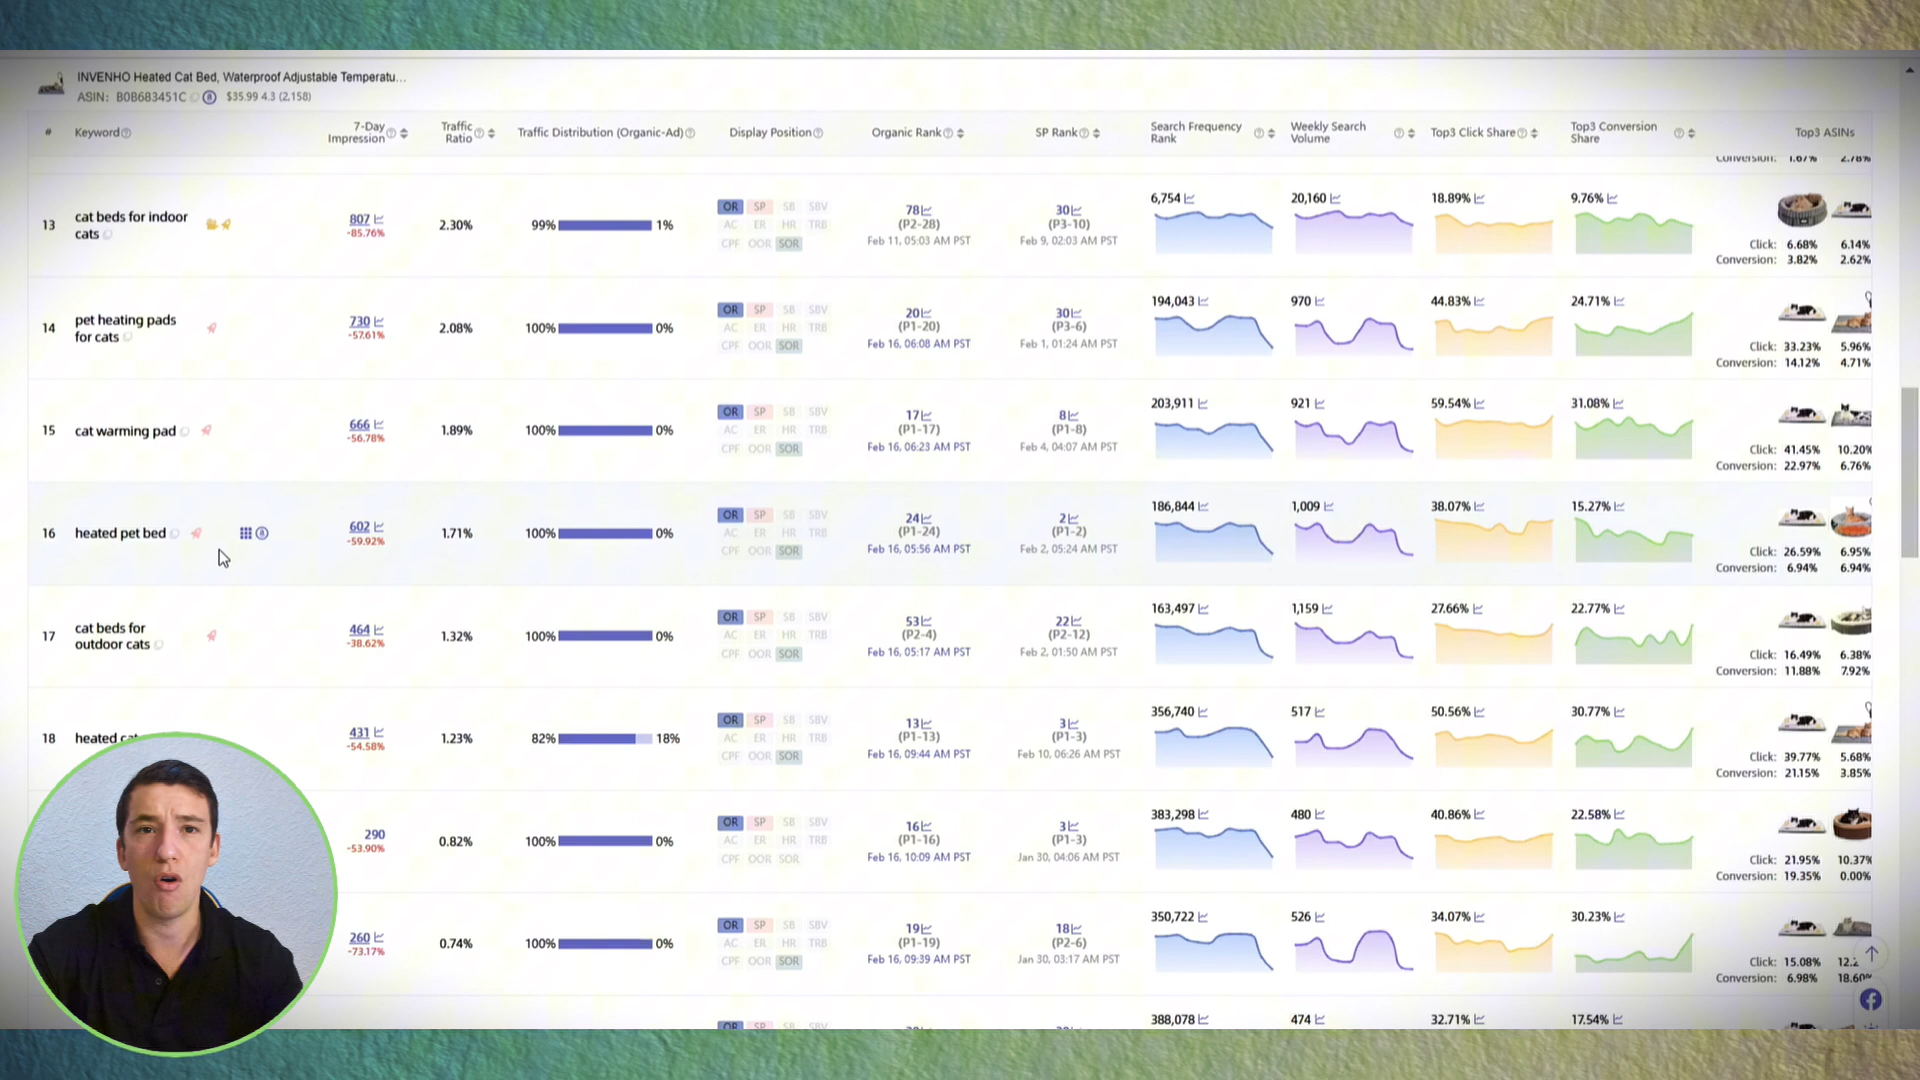 INVENHO Heated Cat Bed, Waterproof Adjustable Temperatu...
ASIN: B0B683451C $35.99 4.3 (2,158)
# Keyword 7-Day Impression Traffic Ratio Traffic Distribution (Organic-Ad) Display Position Organic Rank SP Rank Search Frequency Rank Weekly Search Volume Top3 Click Share Top3 Conversion Share Top3 ASINs
Conversion: 1.67% 2.78%
13 cat beds for indoor cats 807 -85.76% 2.30% 99% 1%
OR SP SB SBV
AC ER HR TRB
CPF OOR SOR
78 (P2-28) Feb 11, 05:03 AM PST
30 (P3-10) Feb 9, 02:03 AM PST
6,754 20,160 18.89% 9.76%
Click: 6.68% 6.14%
Conversion: 3.82% 2.62%
14 pet heating pads for cats 730 -57.61% 2.08% 100% 0%
OR SP SB SBV
AC ER HR TRB
CPF OOR SOR
20 (P1-20) Feb 16, 06:08 AM PST
30 (P3-6) Feb 1, 01:24 AM PST
194,043 970 44.83% 24.71%
Click: 33.23% 5.96%
Conversion: 14.12% 4.71%
15 cat warming pad 666 -56.78% 1.89% 100% 0%
OR SP SB SBV
AC ER HR TRB
CPF OOR SOR
17 (P1-17) Feb 16, 06:23 AM PST
8 (P1-8) Feb 4, 04:07 AM PST
203,911 921 59.54% 31.08%
Click: 41.45% 10.20%
Conversion: 22.97% 6.76%
16 heated pet bed 602 -59.92% 1.71% 100% 0%
OR SP SB SBV
AC ER HR TRB
CPF OOR SOR
24 (P1-24) Feb 16, 05:56 AM PST
2 (P1-2) Feb 2, 05:24 AM PST
186,844 1,009 38.07% 15.27%
Click: 26.59% 6.95%
Conversion: 6.94% 6.94%
17 cat beds for outdoor cats 464 -38.62% 1.32% 100% 0%
OR SP SB SBV
AC ER HR TRB
CPF OOR SOR
53 (P2-4) Feb 16, 05:17 AM PST
22 (P2-12) Feb 2, 01:50 AM PST
163,497 1,159 27.66% 22.77%
Click: 16.49% 6.38%
Conversion: 11.88% 7.92%
18 heated 431 -54.58% 1.23% 82% 18%
OR SP SB SBV
AC ER HR TRB
CPF OOR SOR
13 (P1-13) Feb 16, 09:44 AM PST
3 (P1-3) Feb 10, 06:26 AM PST
356,740 517 50.56% 30.77%
Click: 39.77% 5.68%
Conversion: 21.15% 3.85%
290 -53.90% 0.82% 100% 0%
OR SP SB SBV
AC ER HR TRB
CPF OOR SOR
16 (P1-16) Feb 16, 10:09 AM PST
3 (P1-3) Jan 30, 04:06 AM PST
383,298 480 40.86% 22.58%
Click: 21.95% 10.37%
Conversion: 19.35% 0.00%
260 -73.17% 0.74% 100% 0%
OR SP SB SBV
AC ER HR TRB
CPF OOR SOR
19 (P1-19) Feb 16, 09:39 AM PST
18 (P2-6) Jan 30, 03:17 AM PST
350,722 526 34.07% 30.23%
Click: 15.08%
Conversion: 6.98% 18.60%
OR SP SB SBV
388,078 474 32.71% 17.54%